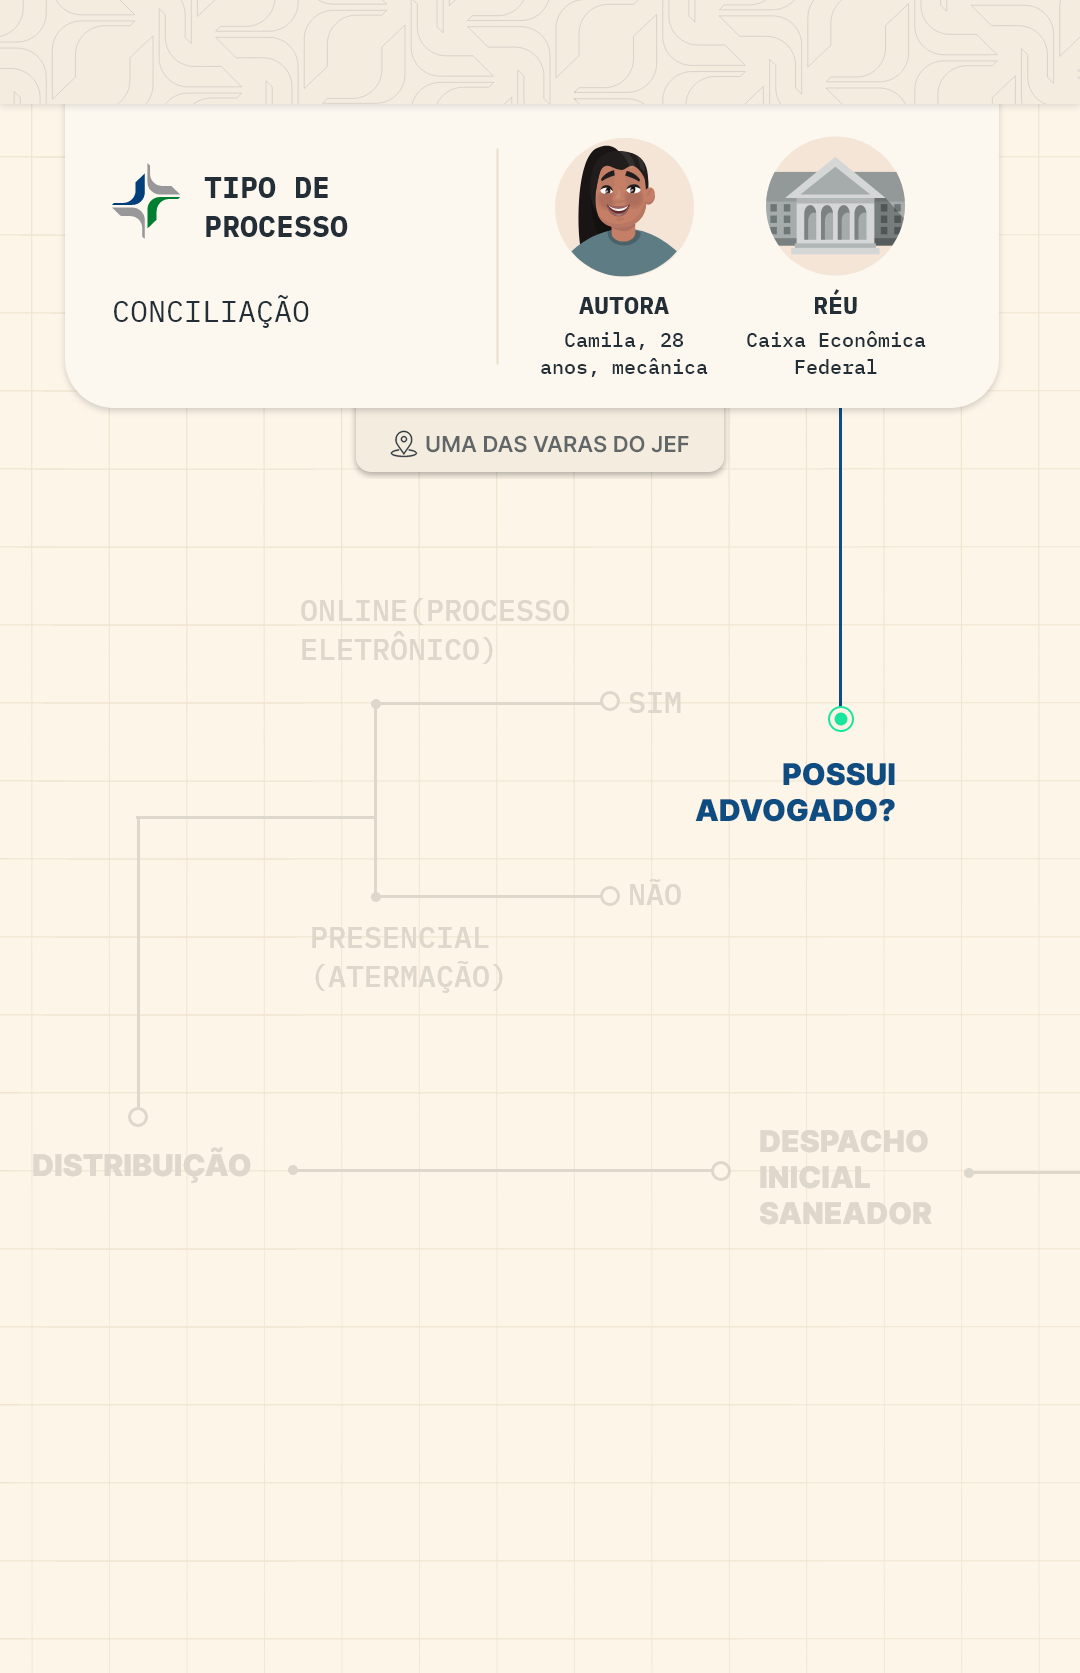 TIPO DE
PROCESSO
CONCILIAÇÃO
AUTORA
Camila, 28
anos, mecânica
RÉU
Caixa Econômica
Federal
UMA DAS VARAS DO JEF
ONLINE(PROCESSO
ELETRÔNICO)
SIM
POSSUI
ADVOGADO?
NÃO
PRESENCIAL
(ATERMAÇÃO)
DISTRIBUIÇÃO
DESPACHO
INICIAL
SANEADOR